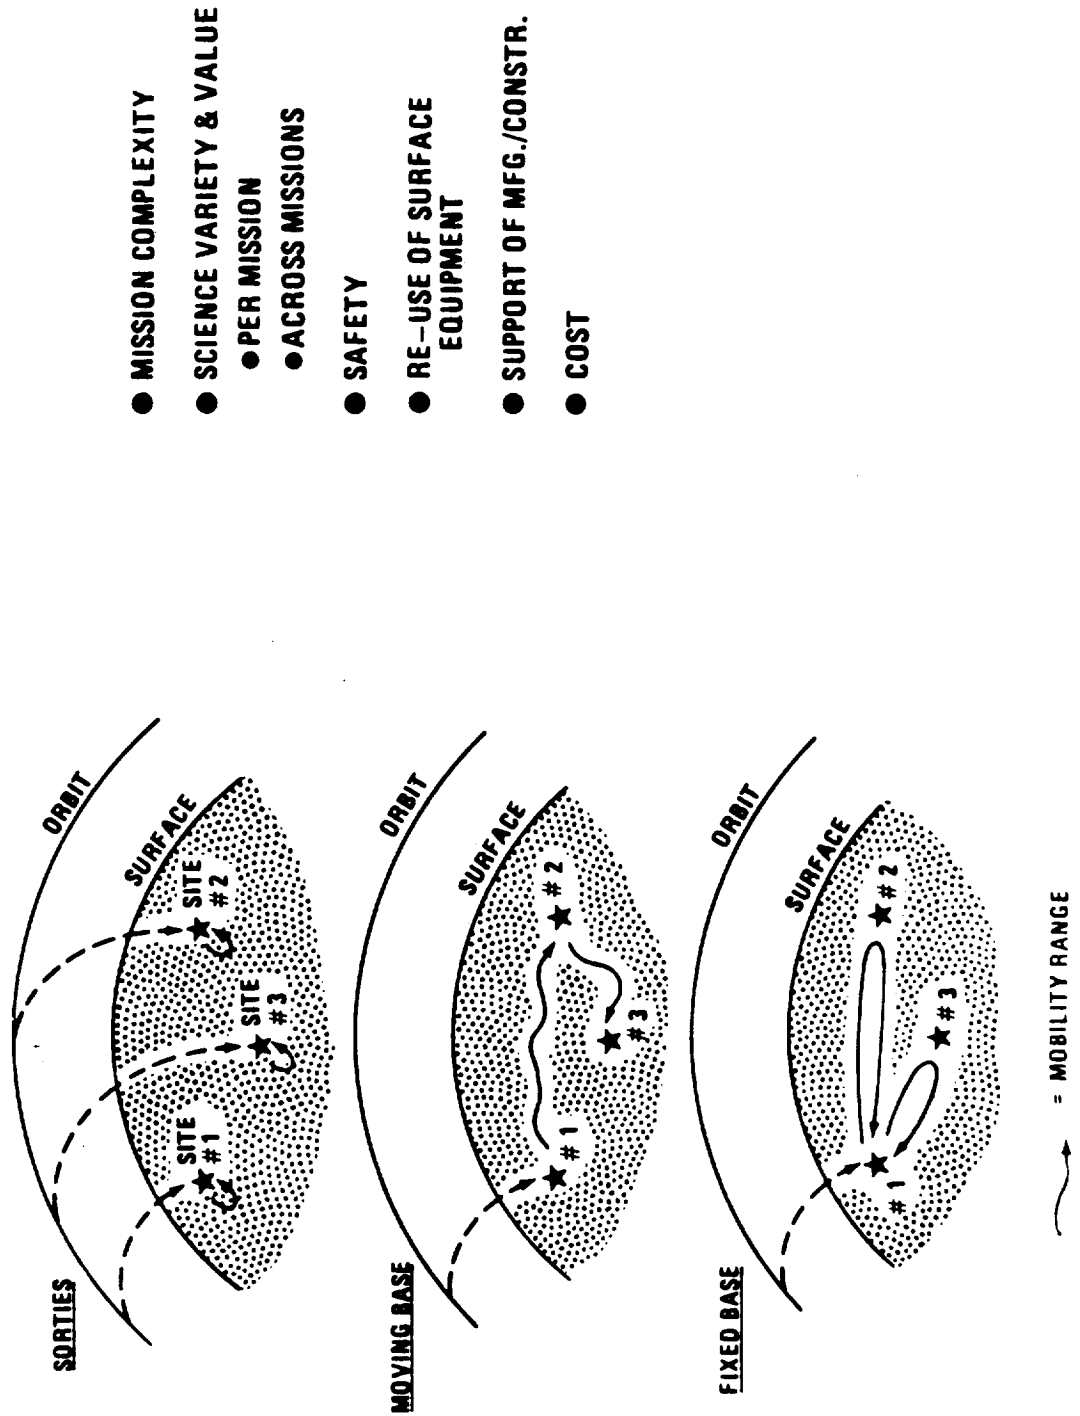 SORTIES
ORBIT
SURFACE
SITE
#1
SITE
#3
SITE
#2
MOVING BASE
ORBIT
SURFACE
#1
#2
#3
FIXED BASE
ORBIT
SURFACE
#1
#2
#3
= MOBILITY RANGE
● MISSION COMPLEXITY
● SCIENCE VARIETY & VALUE
● PER MISSION
● ACROSS MISSIONS
● SAFETY
● RE-USE OF SURFACE
EQUIPMENT
● SUPPORT OF MFG./CONSTR.
● COST